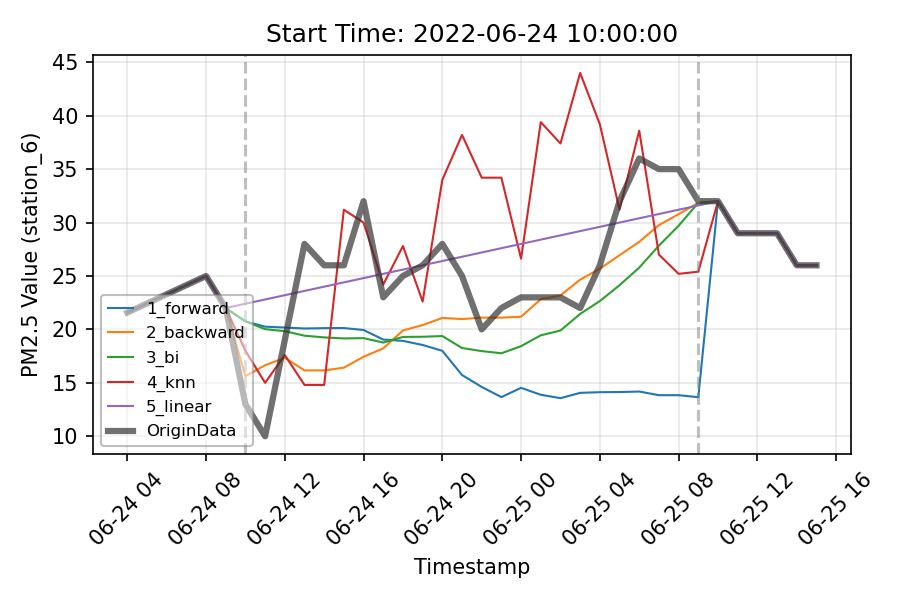 Start Time: 2022-06-24 10:00:00
PM2.5 Value (station_6)
45
40
35
30
25
20
15
10
1_forward
2_backward
3_bi
4_knn
5_linear
OriginData
06-24 04
06-24 08
06-24 12
06-24 16
06-24 20
06-25 00
06-25 04
06-25 08
06-25 12
06-25 16
Timestamp